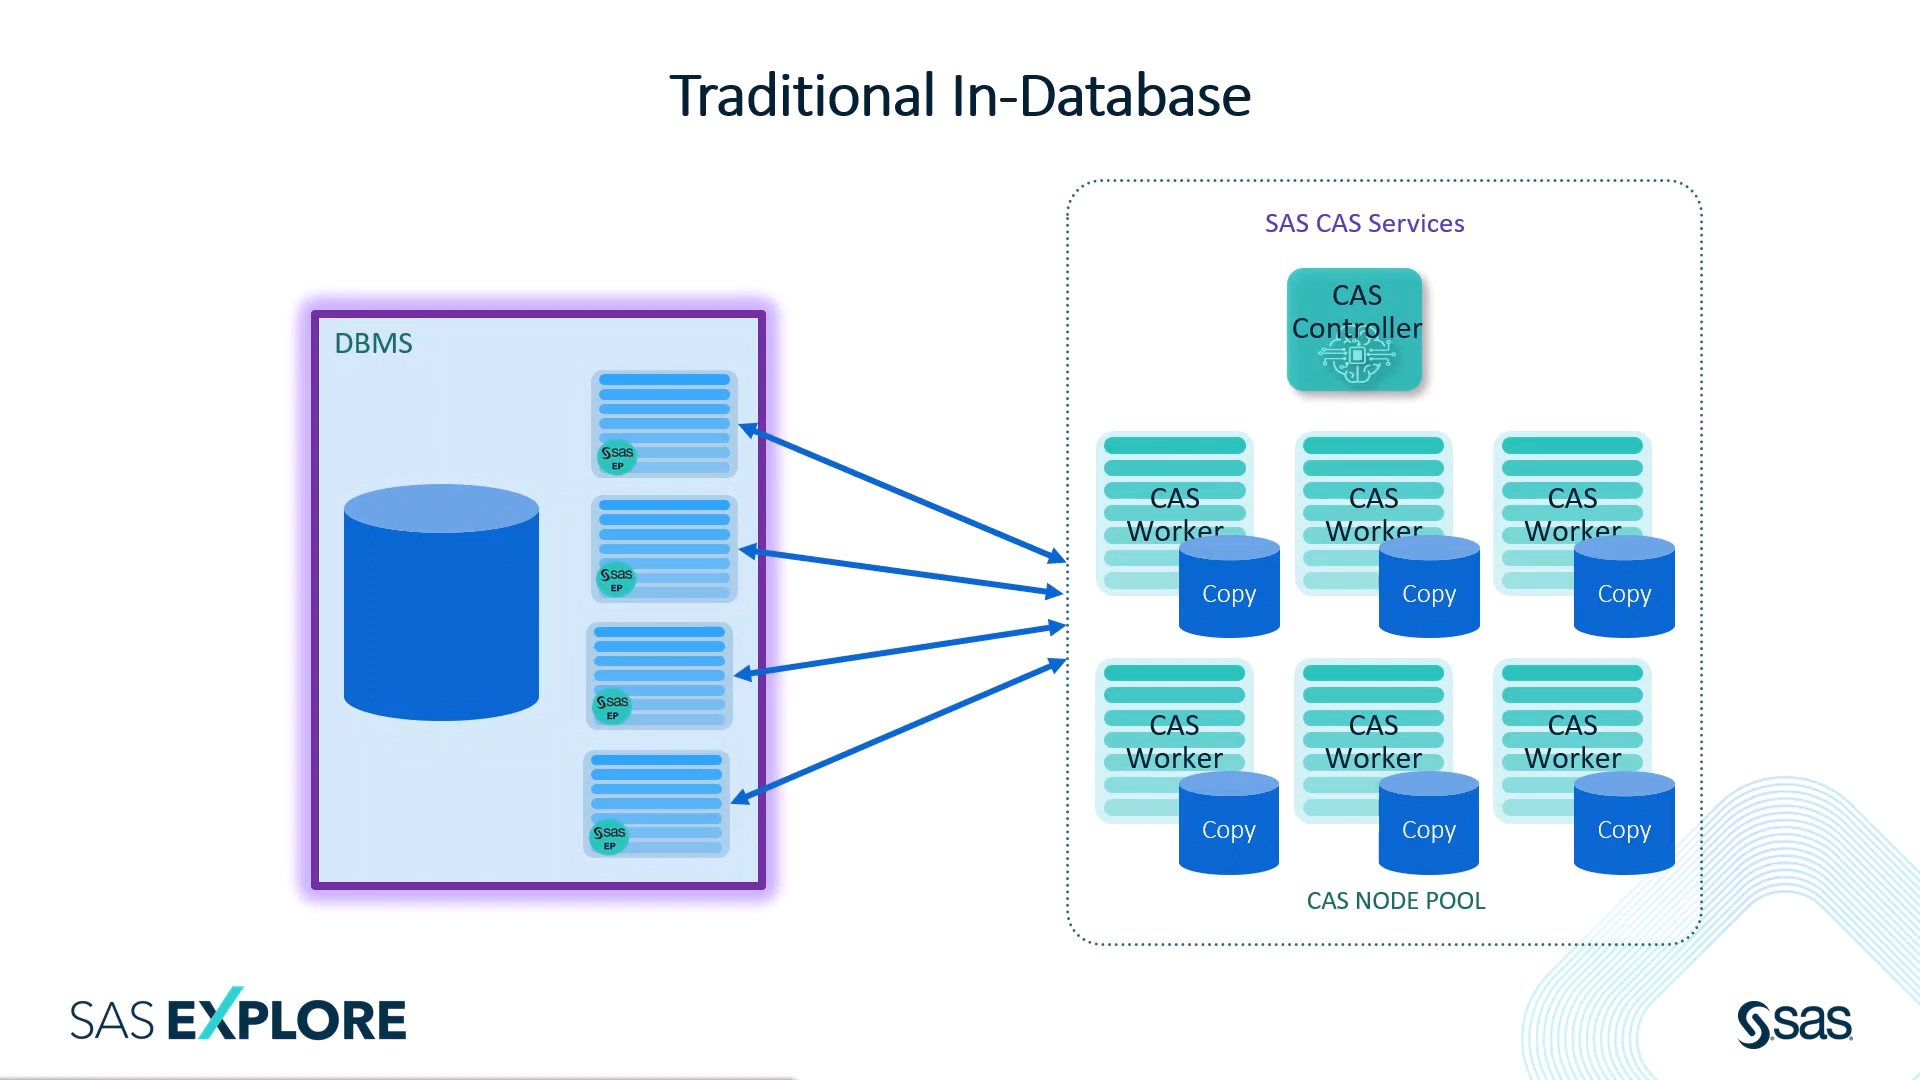 Traditional In-Database
DBMS
sas
EP
sas
EP
sas
EP
sas
EP
SAS CAS Services
CAS
Controller
CAS
Worker
Copy
CAS
Worker
Copy
CAS
Worker
Copy
CAS
Worker
Copy
CAS
Worker
Copy
CAS
Worker
Copy
CAS NODE POOL
SAS EXPLORE
sas